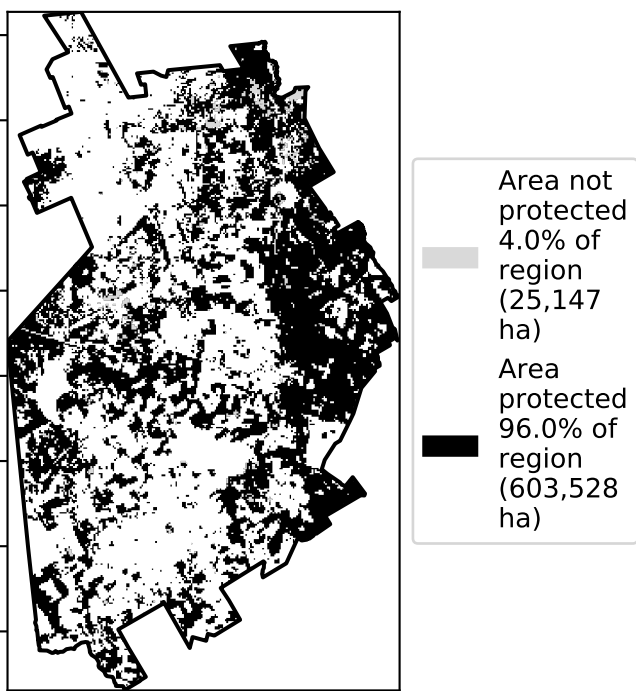 Area not
protected
4.0% of
region
(25,147
ha)
Area
protected
96.0% of
region
(603,528
ha)